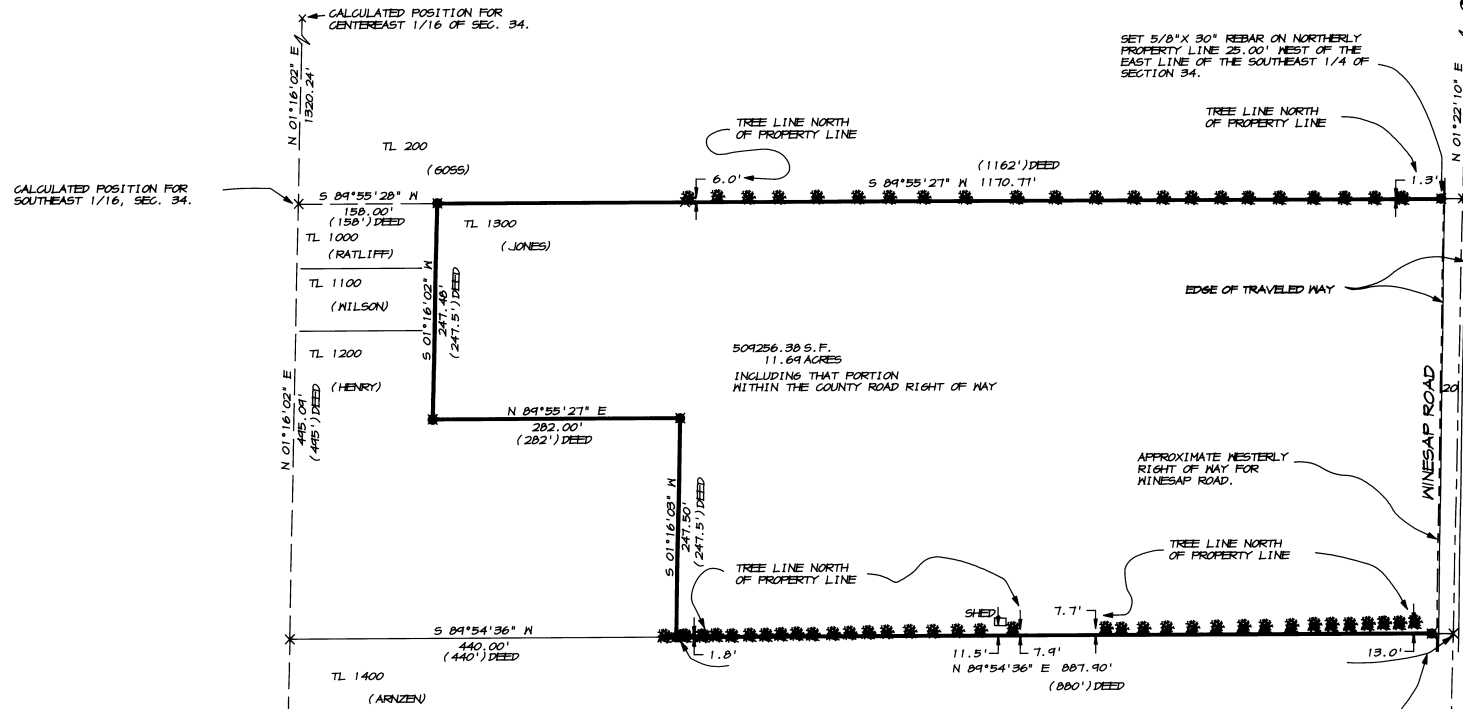 CALCULATED POSITION FOR
CENTEREAST 1/16 OF SEC. 34.
N 01°16'02" E
1320.24'
SET 5/8"X 30" REBAR ON NORTHERLY
PROPERTY LINE 25.00' WEST OF THE
EAST LINE OF THE SOUTHEAST 1/4 OF
SECTION 34.
N 01°22'10" E
TREE LINE NORTH
OF PROPERTY LINE
TREE LINE NORTH
OF PROPERTY LINE
TL 200
(GOSS)
(1162')DEED
S 89°55'27" W 1170.77'
6.0'
1.3'
CALCULATED POSITION FOR
SOUTHEAST 1/16, SEC. 34.
S 89°55'28" W
158.00'
(158')DEED
TL 1000
(RATLIFF)
TL 1100
(WILSON)
TL 1200
(HENRY)
TL 1300
(JONES)
S 01°16'02" W
247.48'
(247.5')DEED
EDGE OF TRAVELED WAY
509256.38 S.F.
11.69 ACRES
INCLUDING THAT PORTION
WITHIN THE COUNTY ROAD RIGHT OF WAY
WINESAP ROAD
20
N 01°16'02" E
495.09'
(495')DEED
N 89°55'27" E
282.00'
(282')DEED
APPROXIMATE WESTERLY
RIGHT OF WAY FOR
WINESAP ROAD.
S 01°16'03" W
247.50'
(247.5')DEED
TREE LINE NORTH
OF PROPERTY LINE
TREE LINE NORTH
OF PROPERTY LINE
SHED
7.7'
S 89°54'36" W
440.00'
(440')DEED
1.8'
11.5'
7.9'
13.0'
N 89°54'36" E 887.90'
(880')DEED
TL 1400
(ARNZEN)